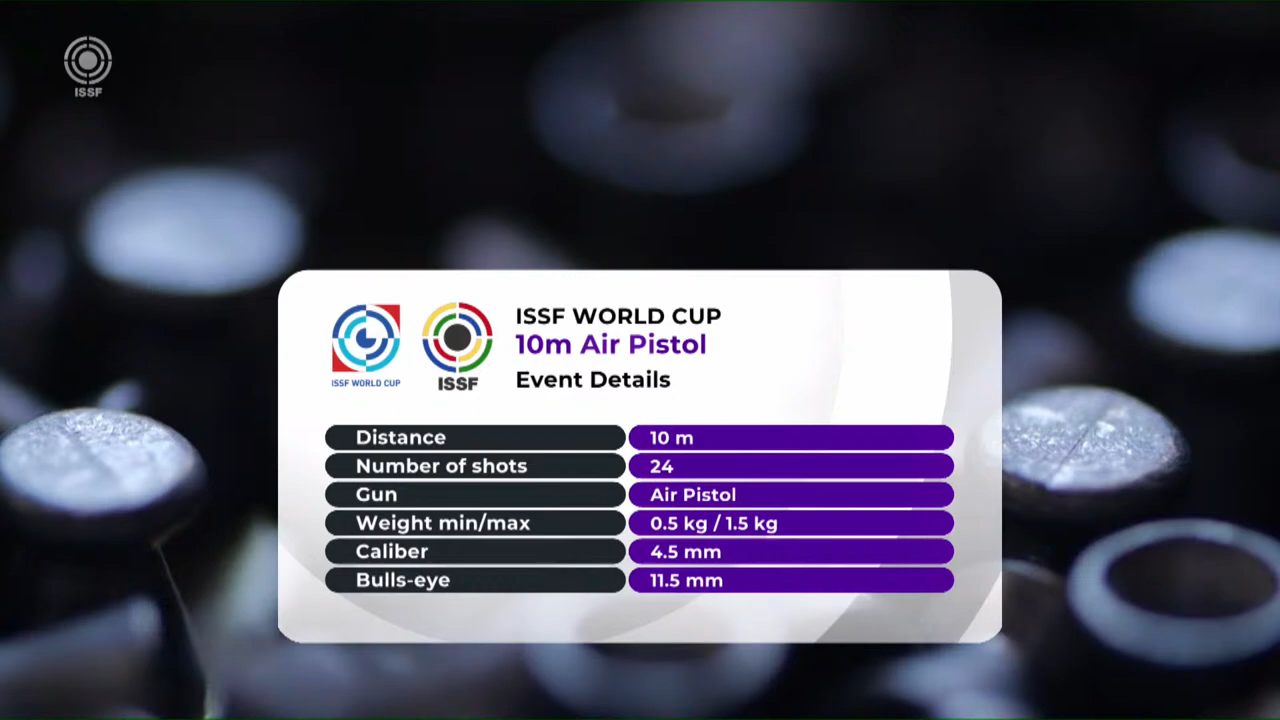 ISSF
ISSF WORLD CUP
10m Air Pistol
Event Details
ISSF WORLD CUP
ISSF
Distance 10 m
Number of shots 24
Gun Air Pistol
Weight min/max 0.5 kg / 1.5 kg
Caliber 4.5 mm
Bulls-eye 11.5 mm